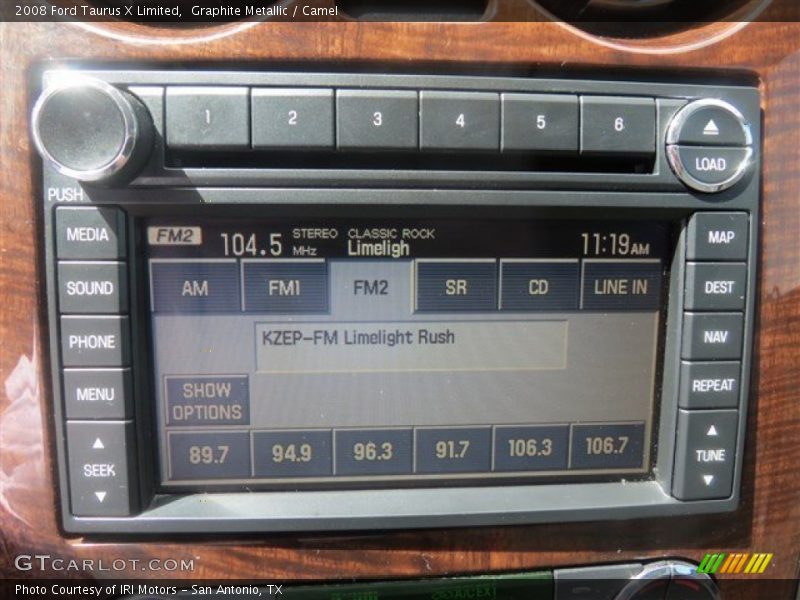 2008 Ford Taurus X Limited, Graphite Metallic / Camel
1 2 3 4 5 6
LOAD
PUSH
MEDIA
SOUND
PHONE
MENU
SEEK
FM2 104.5 MHz STEREO CLASSIC ROCK
Limeligh
11:19AM
AM FM1 FM2 SR CD LINE IN
KZEP-FM Limelight Rush
SHOW
OPTIONS
89.7 94.9 96.3 91.7 106.3 106.7
MAP
DEST
NAV
REPEAT
TUNE
GTCARLOT.COM
Photo Courtesy of IRI Motors - San Antonio, TX